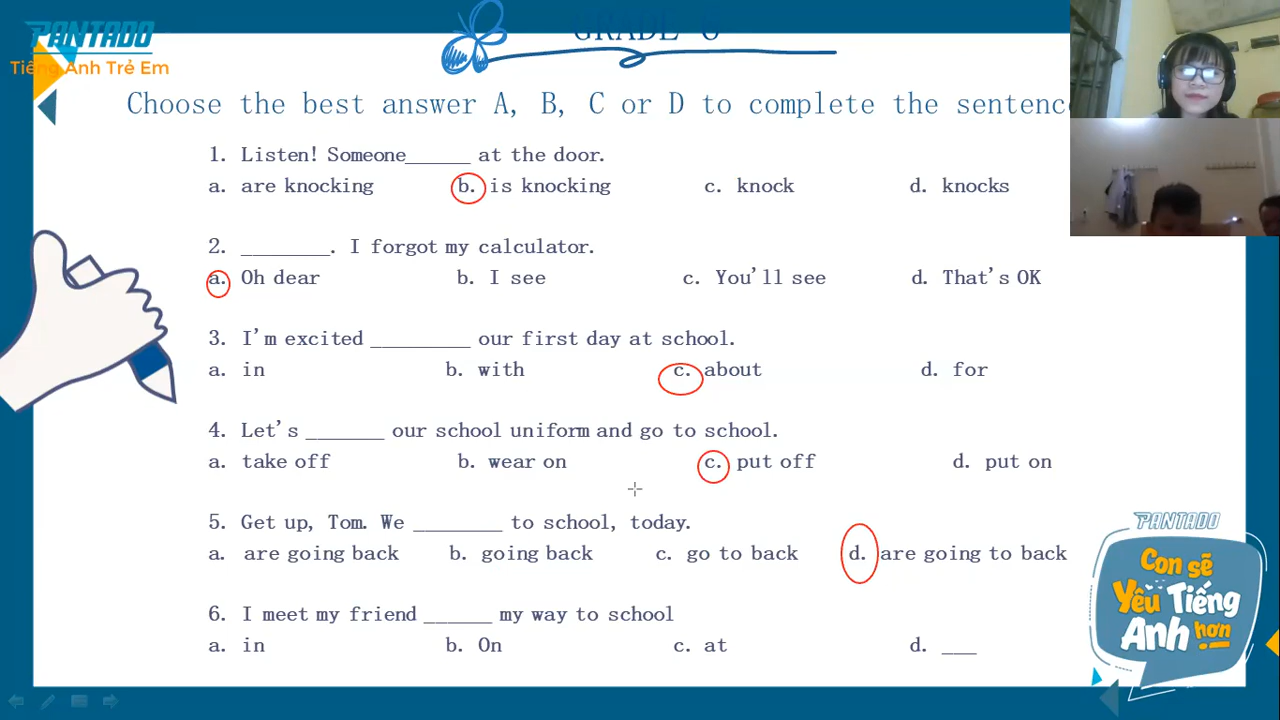 PANTADO
Tiếng Anh Trẻ Em
GRADE 6
Choose the best answer A, B, C or D to complete the sentenc
1. Listen! Someone_____ at the door.
a. are knocking b. is knocking c. knock d. knocks
2. _______. I forgot my calculator.
a. Oh dear b. I see c. You'll see d. That's OK
3. I'm excited ________ our first day at school.
a. in b. with c. about d. for
4. Let's ______ our school uniform and go to school.
a. take off b. wear on c. put off d. put on
5. Get up, Tom. We _______ to school, today.
a. are going back b. going back c. go to back d. are going to back
6. I meet my friend _____ my way to school
a. in b. On c. at d. ___
PANTADO
Con sẽ
Yêu Tiếng
Anh hơn